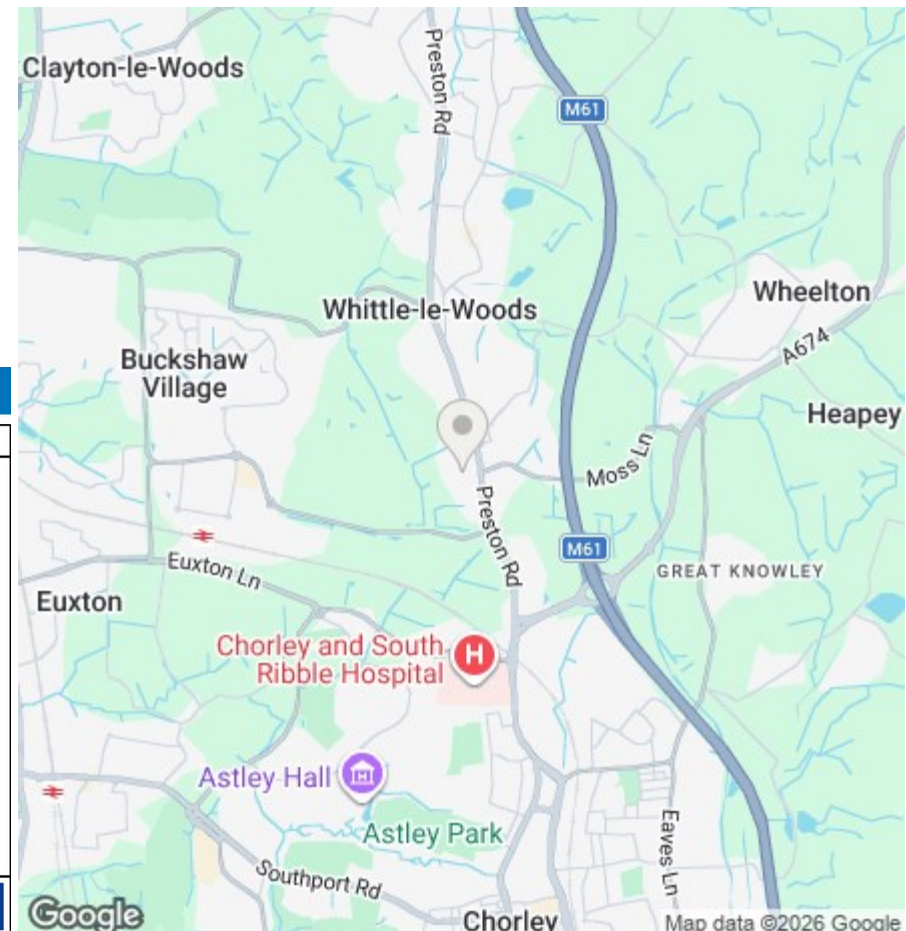 Clayton-le-Woods
Preston Rd
M61
Whittle-le-Woods
Wheelton
A674
Buckshaw
Village
Heapey
Moss Ln
Preston Rd
M61
Euxton Ln
GREAT KNOWLEY
Euxton
Chorley and South
Ribble Hospital
H
Astley Hall
Astley Park
Eaves Ln
Southport Rd
Chorley
Google
Map data ©2026 Google